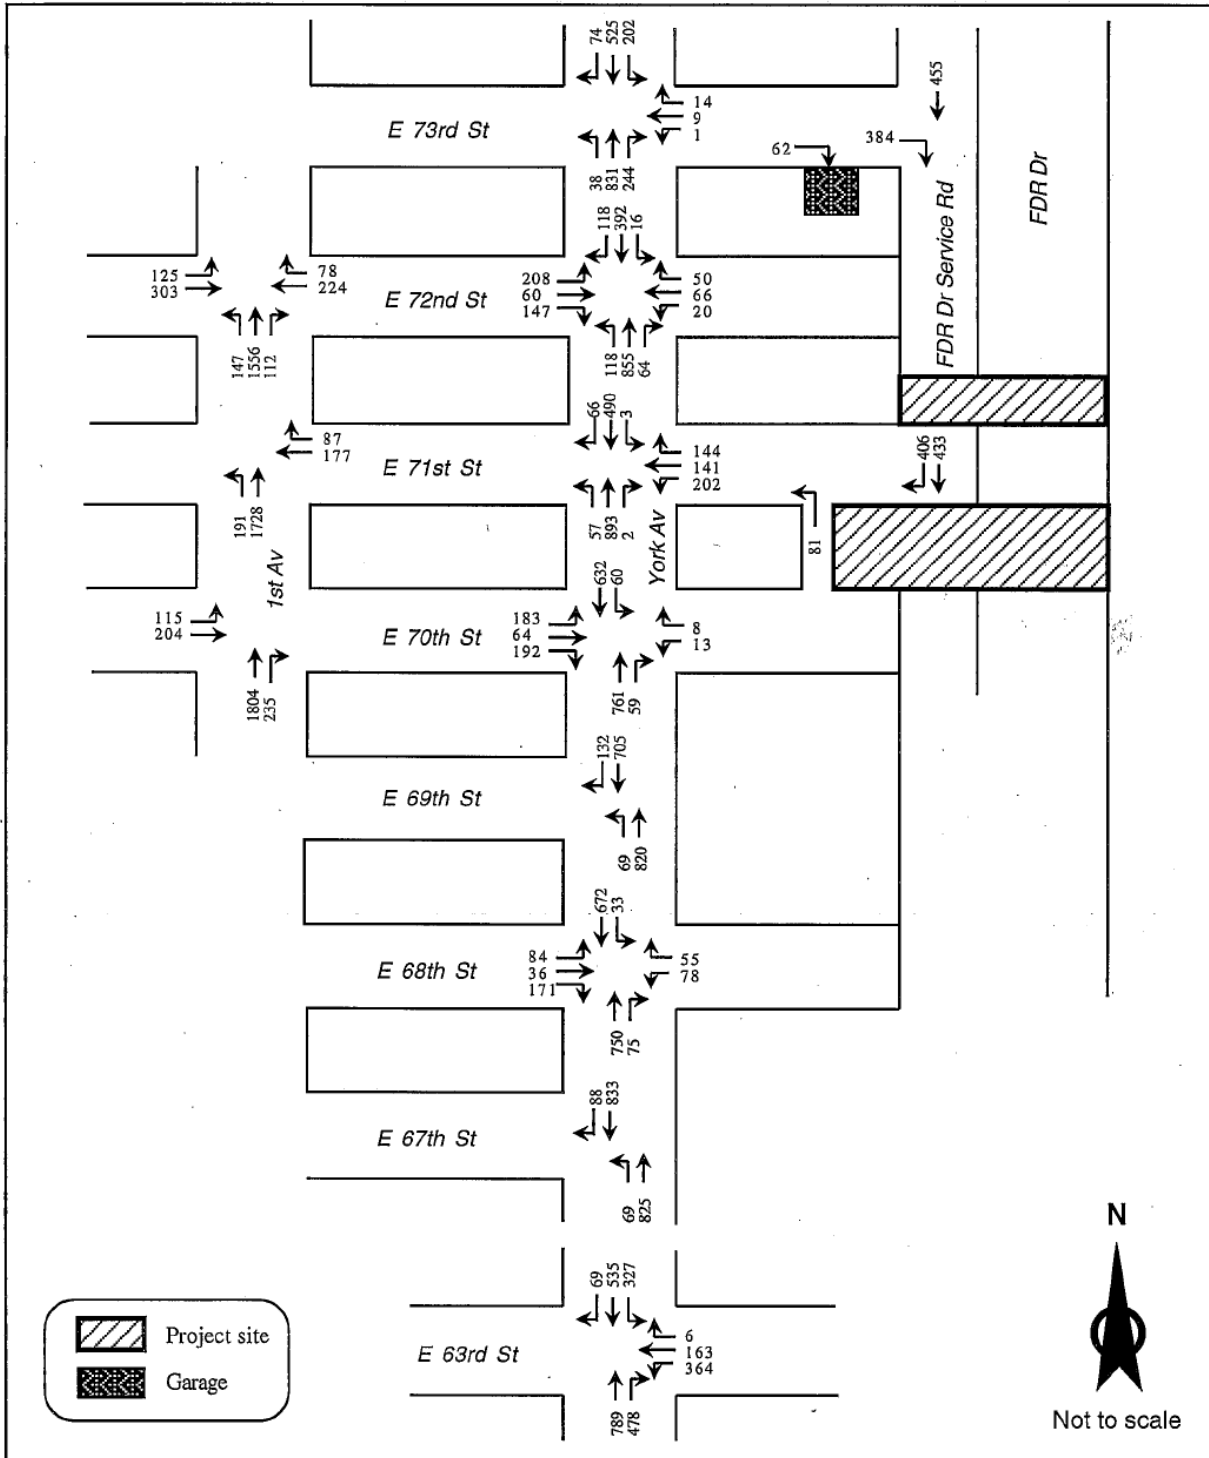 74 525 202
455
14
9
1
E 73rd St
384
62
38 831 244
FDR Dr Service Rd
FDR Dr
118 392 16
125
303
78
224
208
60
147
50
66
20
E 72nd St
147 1556 112
118 855 64
66 490 3
87
177
144
141
202
406 433
E 71st St
191 1728
57 893 2
York Av
81
1st Av
632 60
115
204
183
64
192
8
13
E 70th St
1804 235
761 59
132 705
E 69th St
69 820
672 33
84
36
171
55
78
E 68th St
750 75
88 833
E 67th St
69 825
N
69 535 327
6
163
364
E 63rd St
Project site
Garage
789 478
Not to scale